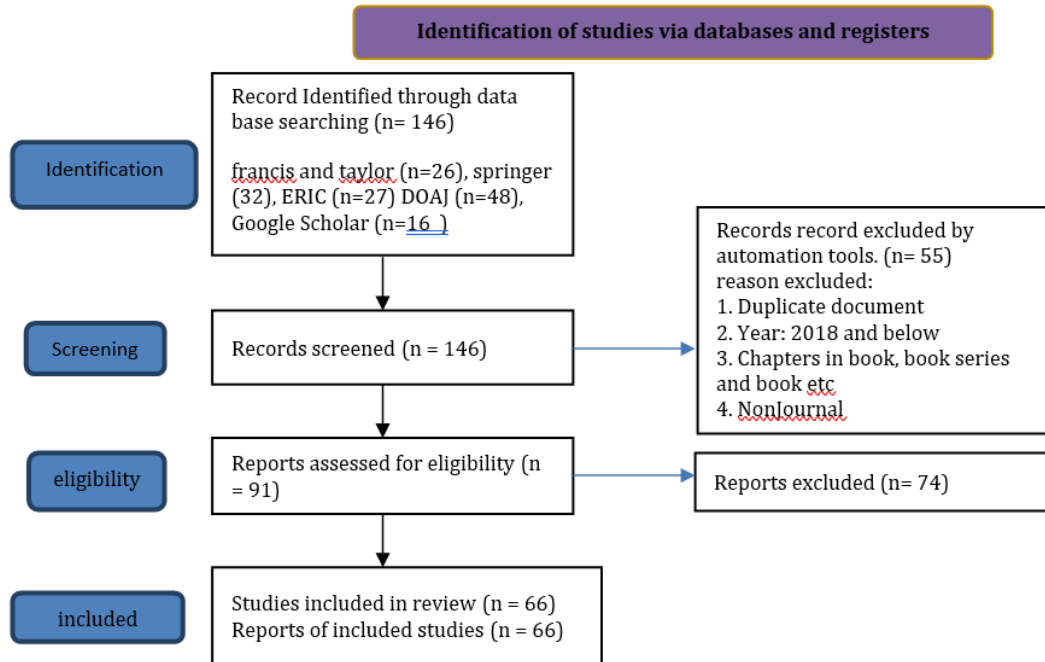 Identification of studies via databases and registers
Record Identified through data
base searching (n= 146)
francis and taylor (n=26), springer
(32), ERIC (n=27) DOAJ (n=48),
Google Scholar (n=16  )
Identification
Records record excluded by
automation tools. (n= 55)
reason excluded:
1. Duplicate document
2. Year: 2018 and below
3. Chapters in book, book series
and book etc
4. NonJournal
Screening
Records screened (n = 146)
eligibility
Reports assessed for eligibility (n
= 91)
Reports excluded (n= 74)
included
Studies included in review (n = 66)
Reports of included studies (n = 66)